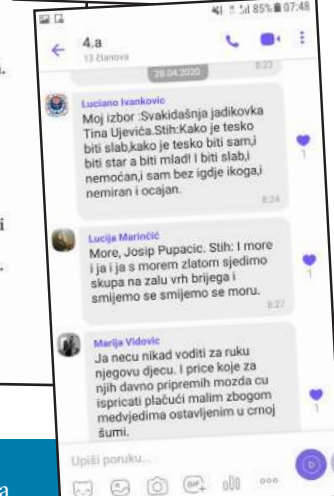 85% 07:48
4.a
13 članova
28.04.2020.
8:23
Luciano Ivankovic
Moj izbor :Svakidašnja jadikovka
Tina Ujevića.Stih:Kako je tesko
biti slab,kako je tesko biti sam,i
biti star a biti mlad! I biti slab,i
nemoćan,i sam bez igdje ikoga,i
nemiran i ocajan.
1
8:24
Lucija Marinčić
More, Josip Pupacic. Stih: I more
i ja i ja s morem zlatom sjedimo
skupa na zalu vrh brijega i
smijemo se smijemo se moru.
1
8:27
Marija Vidovic
Ja necu nikad voditi za ruku
njegovu djecu. I price koje za
njih davno pripremih mozda cu
ispricati plačući malim zbogom
medvjedima ostavljenim u crnoj
šumi.
1
Upiši poruku...
GIF
i
a